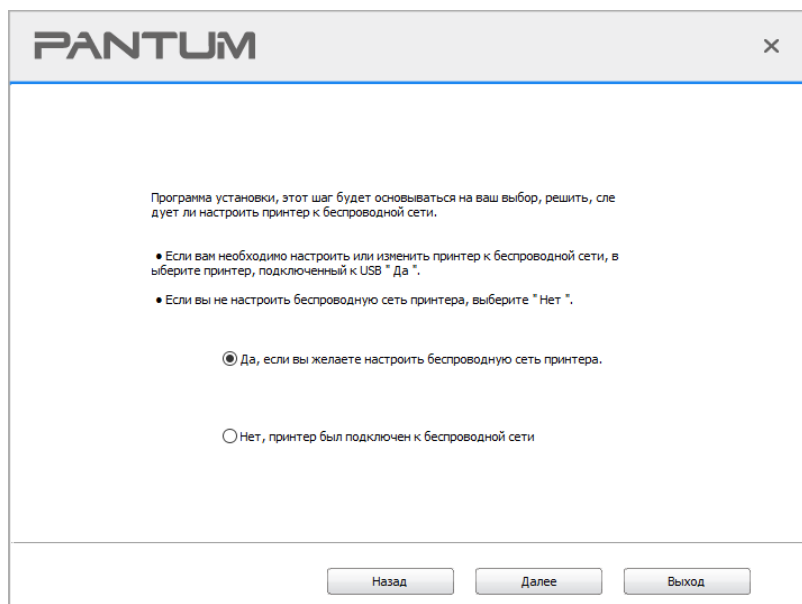 PANTUM
Программа установки, этот шаг будет основываться на ваш выбор, решить, сле
дует ли настроить принтер к беспроводной сети.
● Если вам необходимо настроить или изменить принтер к беспроводной сети, в
ыберите принтер, подключенный к USB " Да ".
● Если вы не настроить беспроводную сеть принтера, выберите " Нет ".
Да, если вы желаете настроить беспроводную сеть принтера.
Нет, принтер был подключен к беспроводной сети
Назад Далее Выход